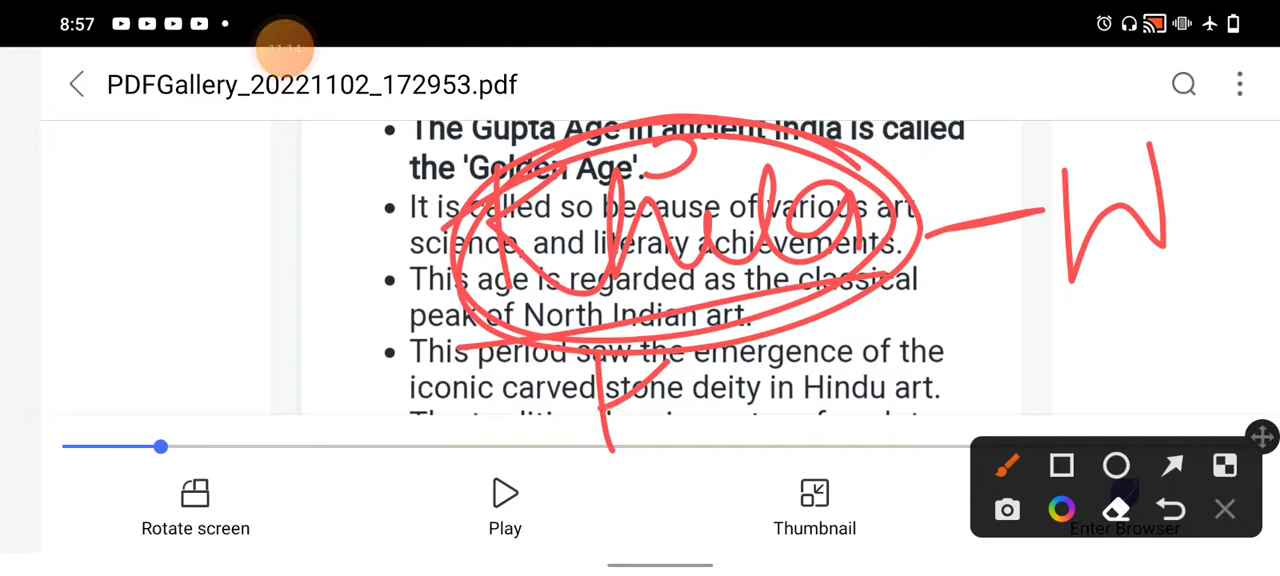 8:57
11:14
PDFGallery_20221102_172953.pdf
• The Gupta Age in ancient India is called
the 'Golden Age'.
• It is called so because of various art,
science, and literary achievements.
• This age is regarded as the classical
peak of North Indian art.
• This period saw the emergence of the
iconic carved stone deity in Hindu art.
W
Rotate screen
Play
Thumbnail
Enter Browser